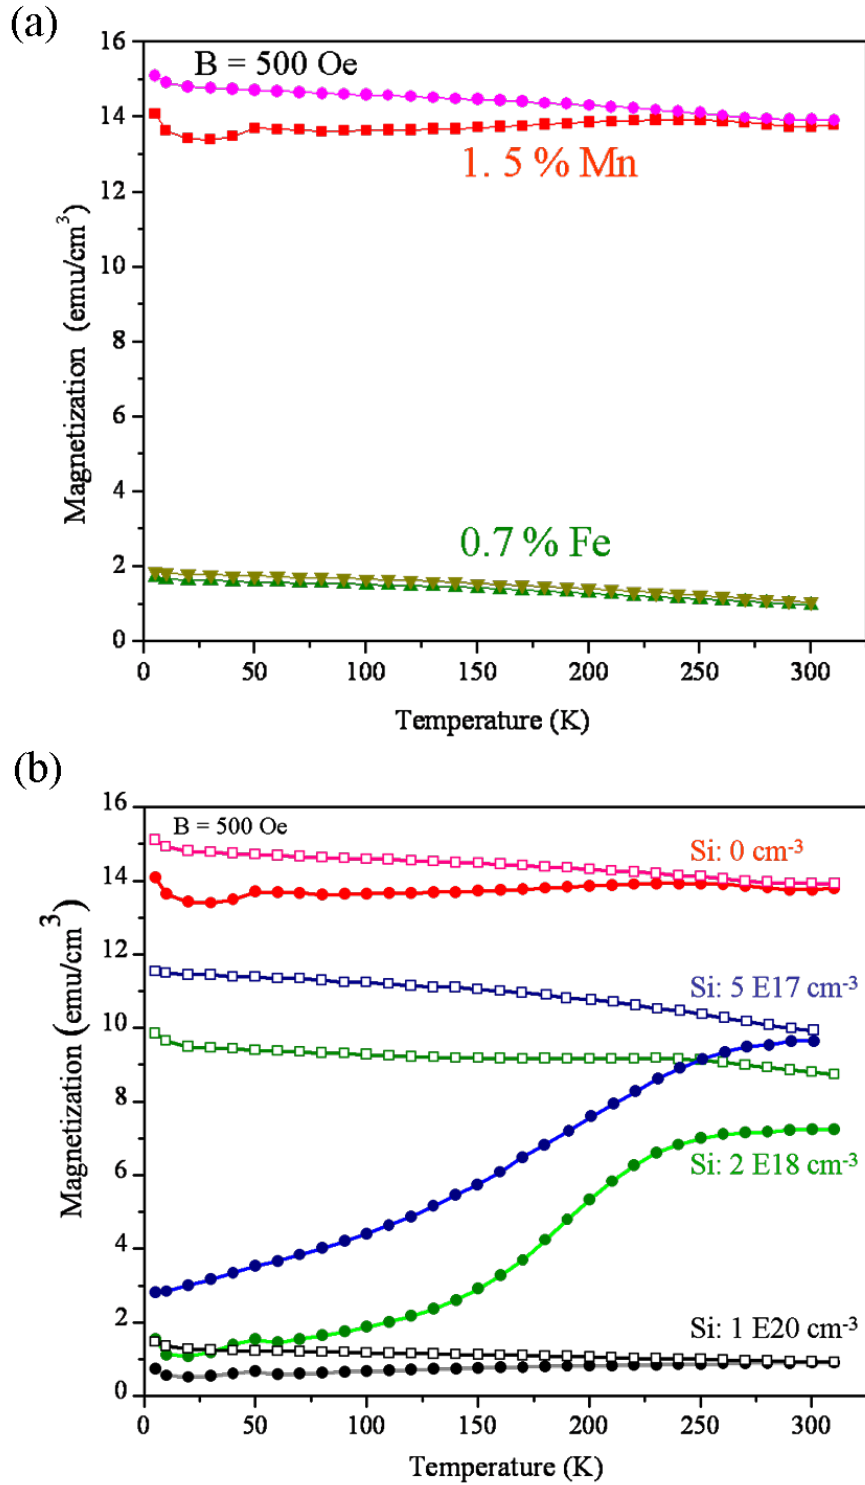 (a)
16
14
12
10
8
6
4
2
0
Magnetization (emu/cm³)
B = 500 Oe
1. 5 % Mn
0.7 % Fe
0 50 100 150 200 250 300
Temperature (K)
(b)
16
14
12
10
8
6
4
2
0
Magnetization (emu/cm³)
B = 500 Oe
Si: 0 cm⁻³
Si: 5 E17 cm⁻³
Si: 2 E18 cm⁻³
Si: 1 E20 cm⁻³
0 50 100 150 200 250 300
Temperature (K)